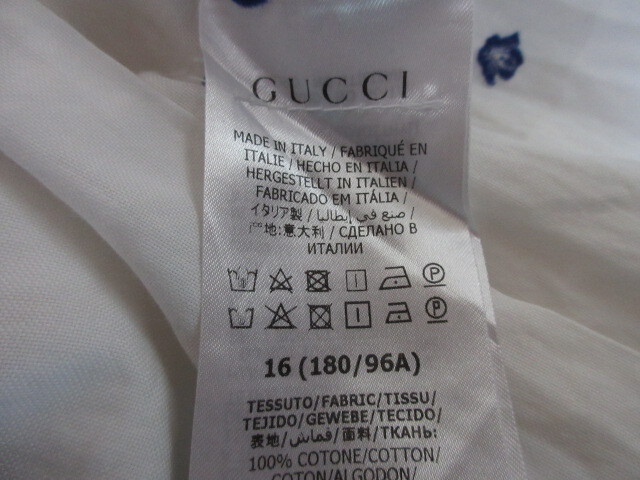 GUCCI
MADE IN ITALY / FABRIQUÉ EN
ITALIE / HECHO EN ITALIA /
HERGESTELLT IN ITALIEN /
FABRICADO EM ITÁLIA /
イタリア製 / صنع في إيطاليا /
地:意大利 / СДЕЛАНО В
ИТАЛИИ
P
P
16 (180/96A)
TESSUTO/FABRIC/TISSU/
TEJIDO/GEWEBE/TECIDO/
表地/قماش/面料/ТКАНЬ:
100% COTONE/COTTON/
COTON/ALGODON/